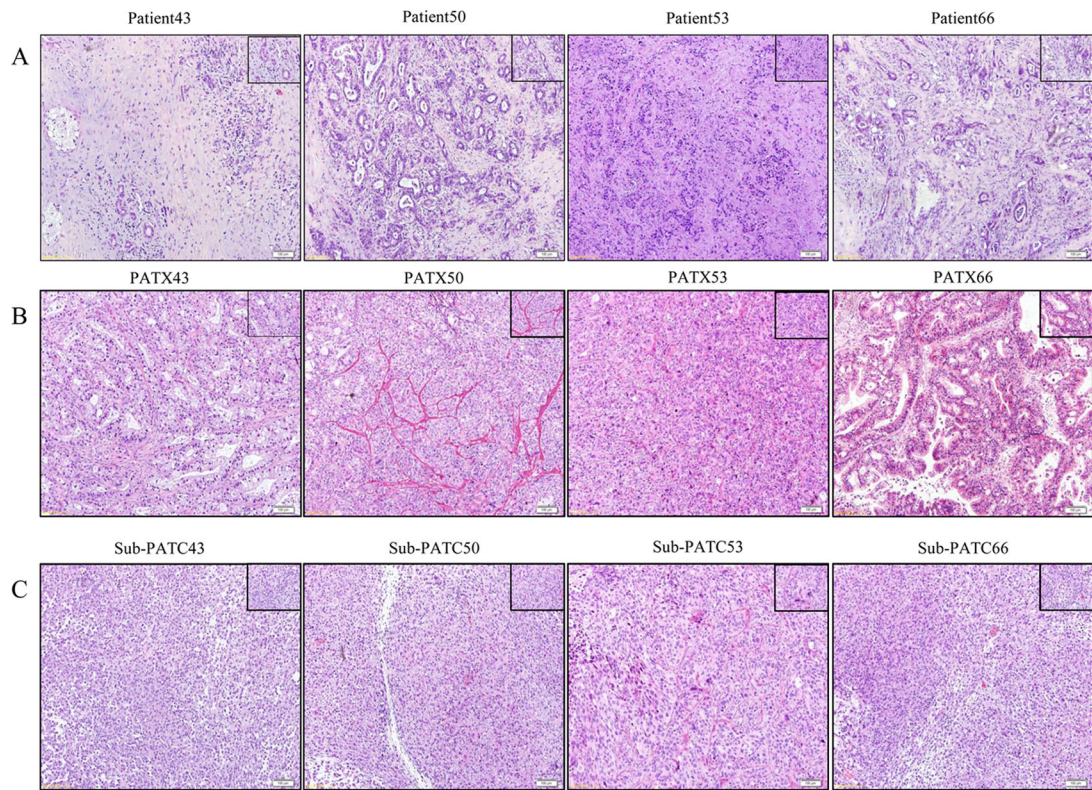 Patient43 Patient50 Patient53 Patient66
A
PATX43 PATX50 PATX53 PATX66
B
Sub-PATC43 Sub-PATC50 Sub-PATC53 Sub-PATC66
C